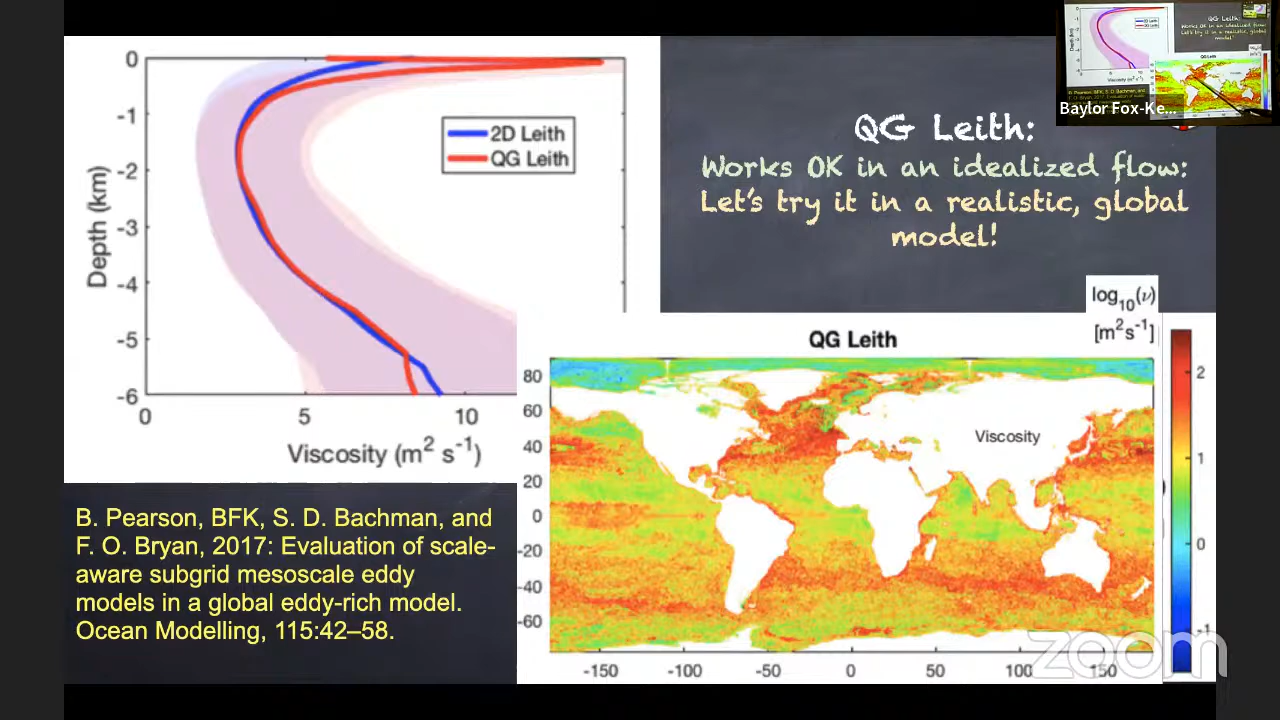 0
-1
-2
-3
-4
-5
-6
Depth (km)
2D Leith
QG Leith
0
5
10
Viscosity (m² s⁻¹)
QG Leith:
Works OK in an idealized flow:
Let's try it in a realistic, global
model!
Baylor Fox-Ke...
log₁₀(ν)
[m²s⁻¹]
QG Leith
80
60
40
20
0
-20
-40
-60
Viscosity
-150
-100
-50
0
50
100
150
2
1
0
-1
B. Pearson, BFK, S. D. Bachman, and
F. O. Bryan, 2017: Evaluation of scale-
aware subgrid mesoscale eddy
models in a global eddy-rich model.
Ocean Modelling, 115:42–58.
zoom